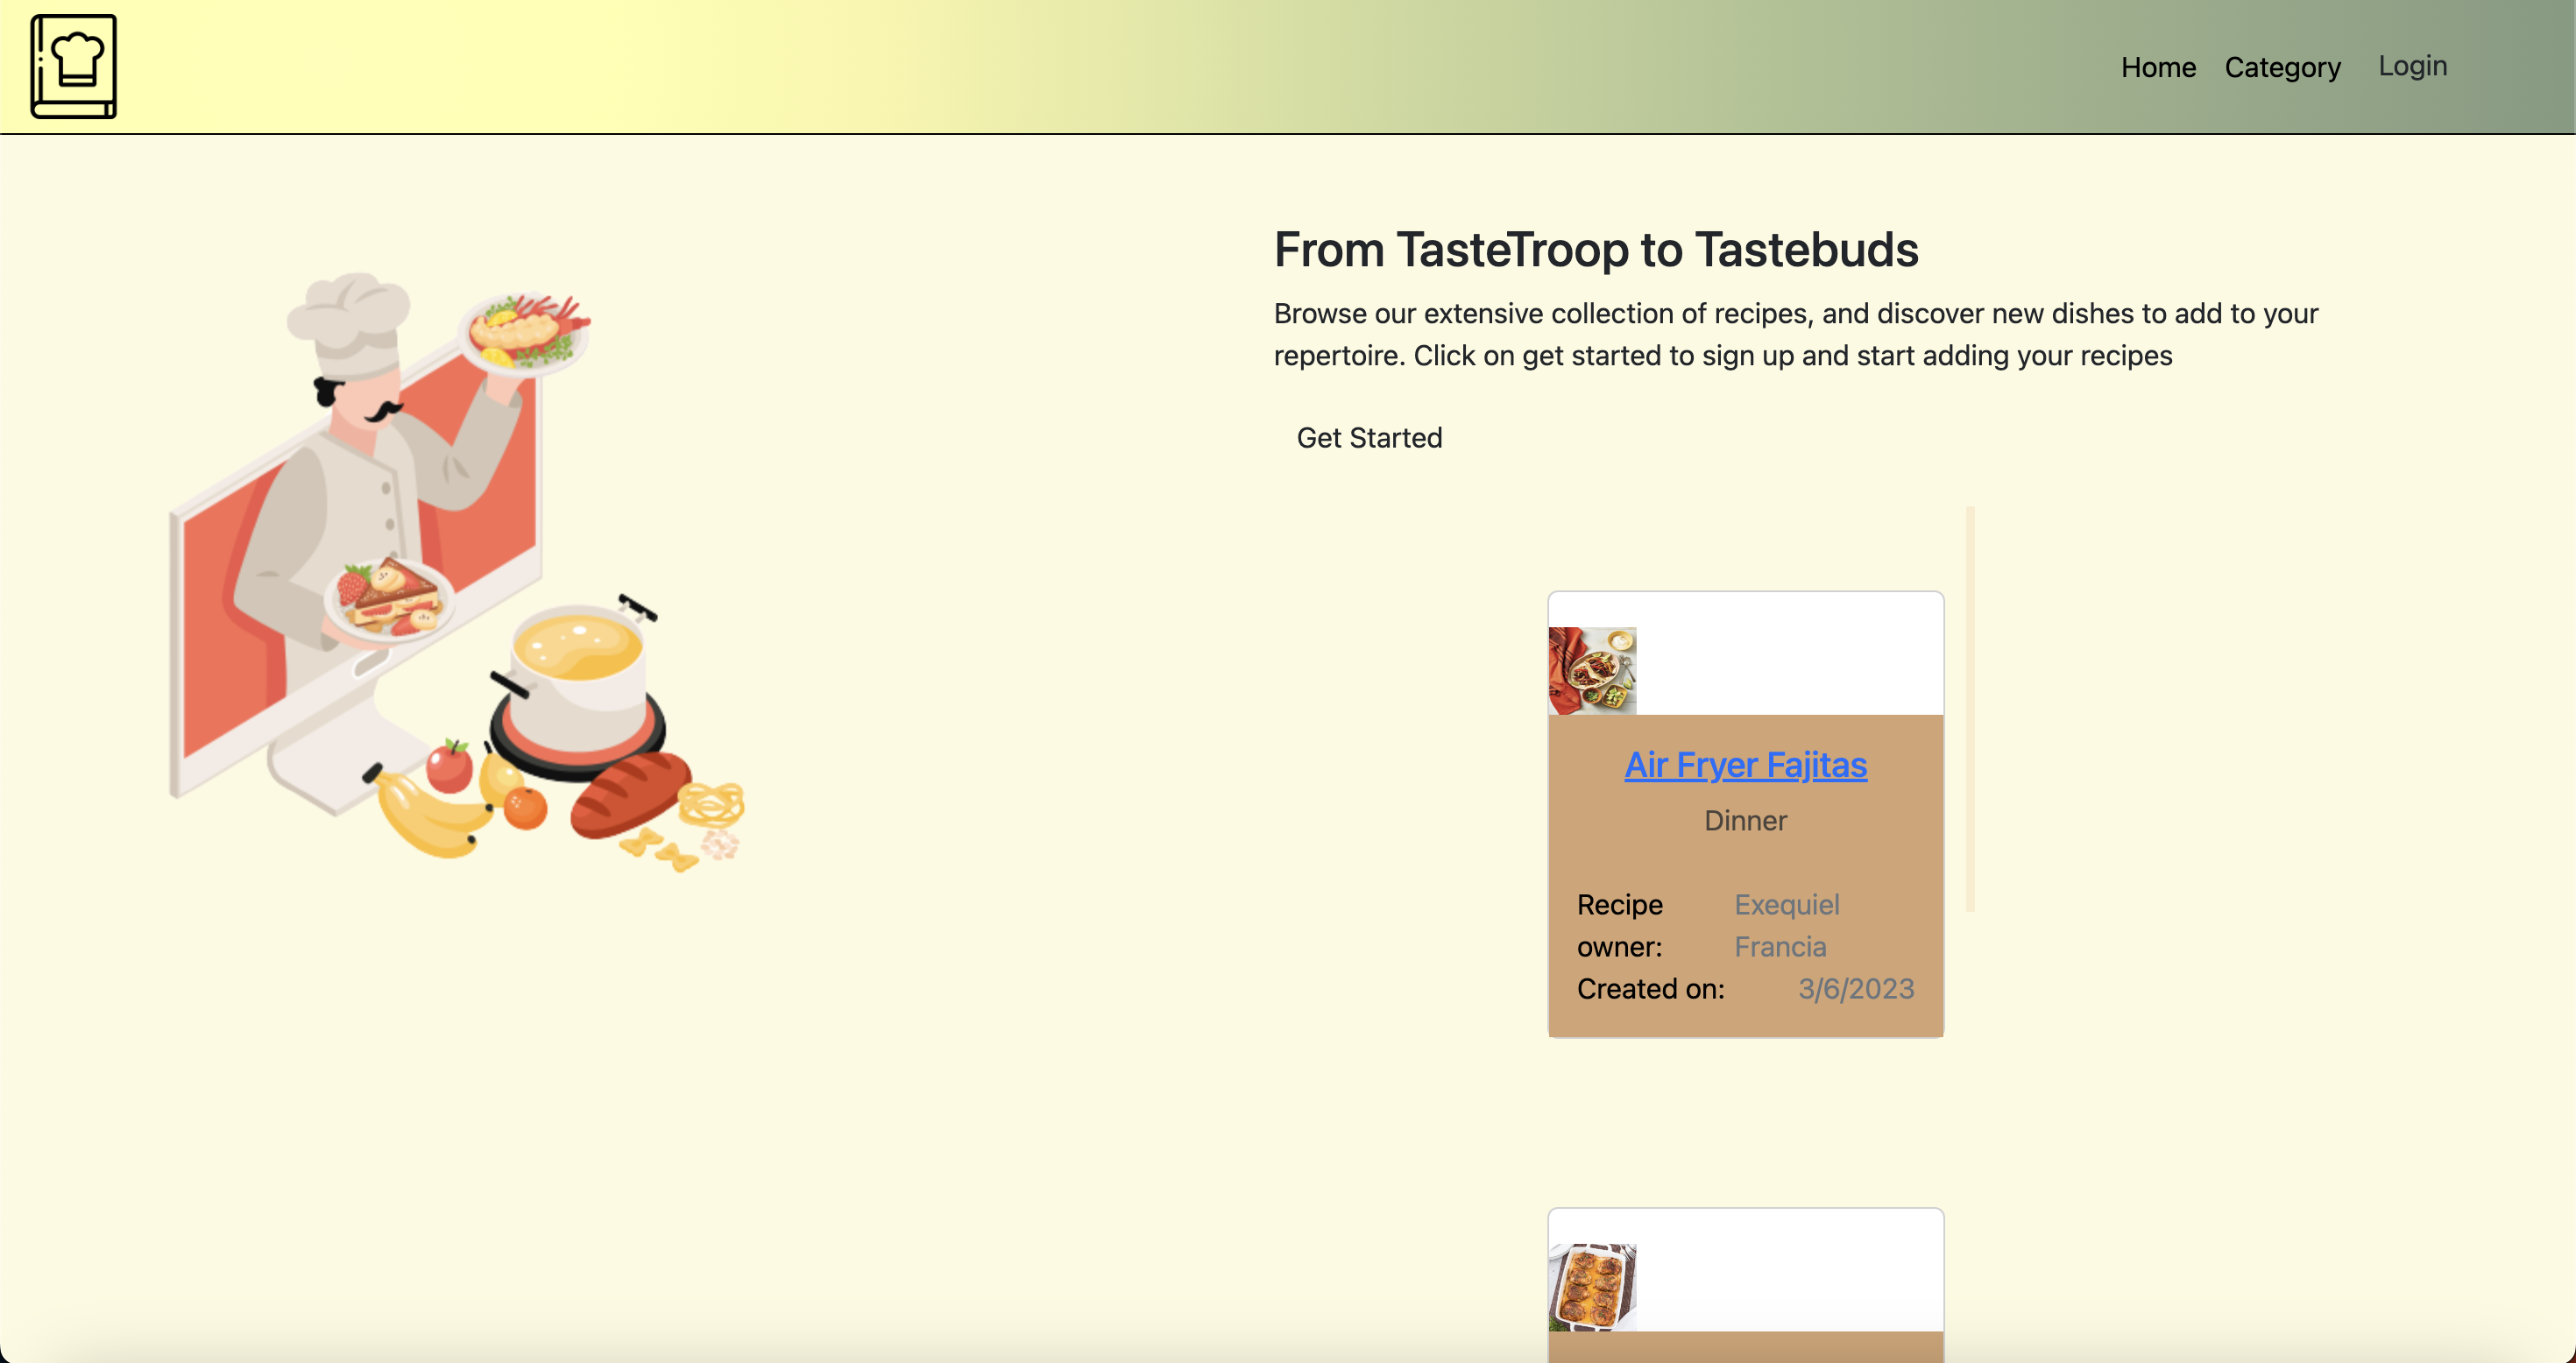 Home Category Login
From TasteTroop to Tastebuds
Browse our extensive collection of recipes, and discover new dishes to add to your
repertoire. Click on get started to sign up and start adding your recipes
Get Started
Air Fryer Fajitas
Dinner
Recipe owner: Exequiel Francia
Created on: 3/6/2023